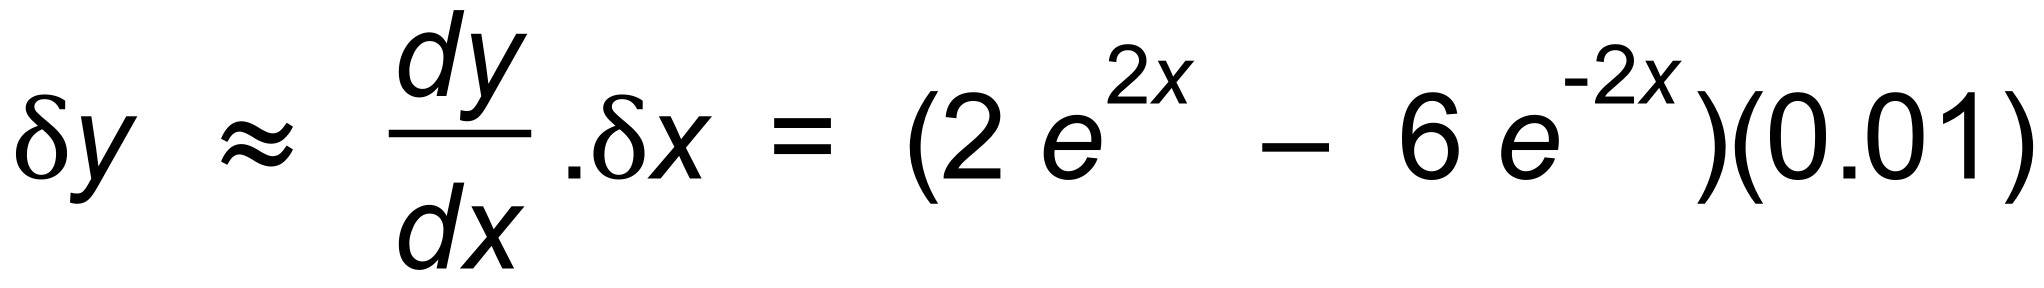 δy ≈ dy/dx .δx = (2 e^{2x} – 6 e^{-2x})(0.01)